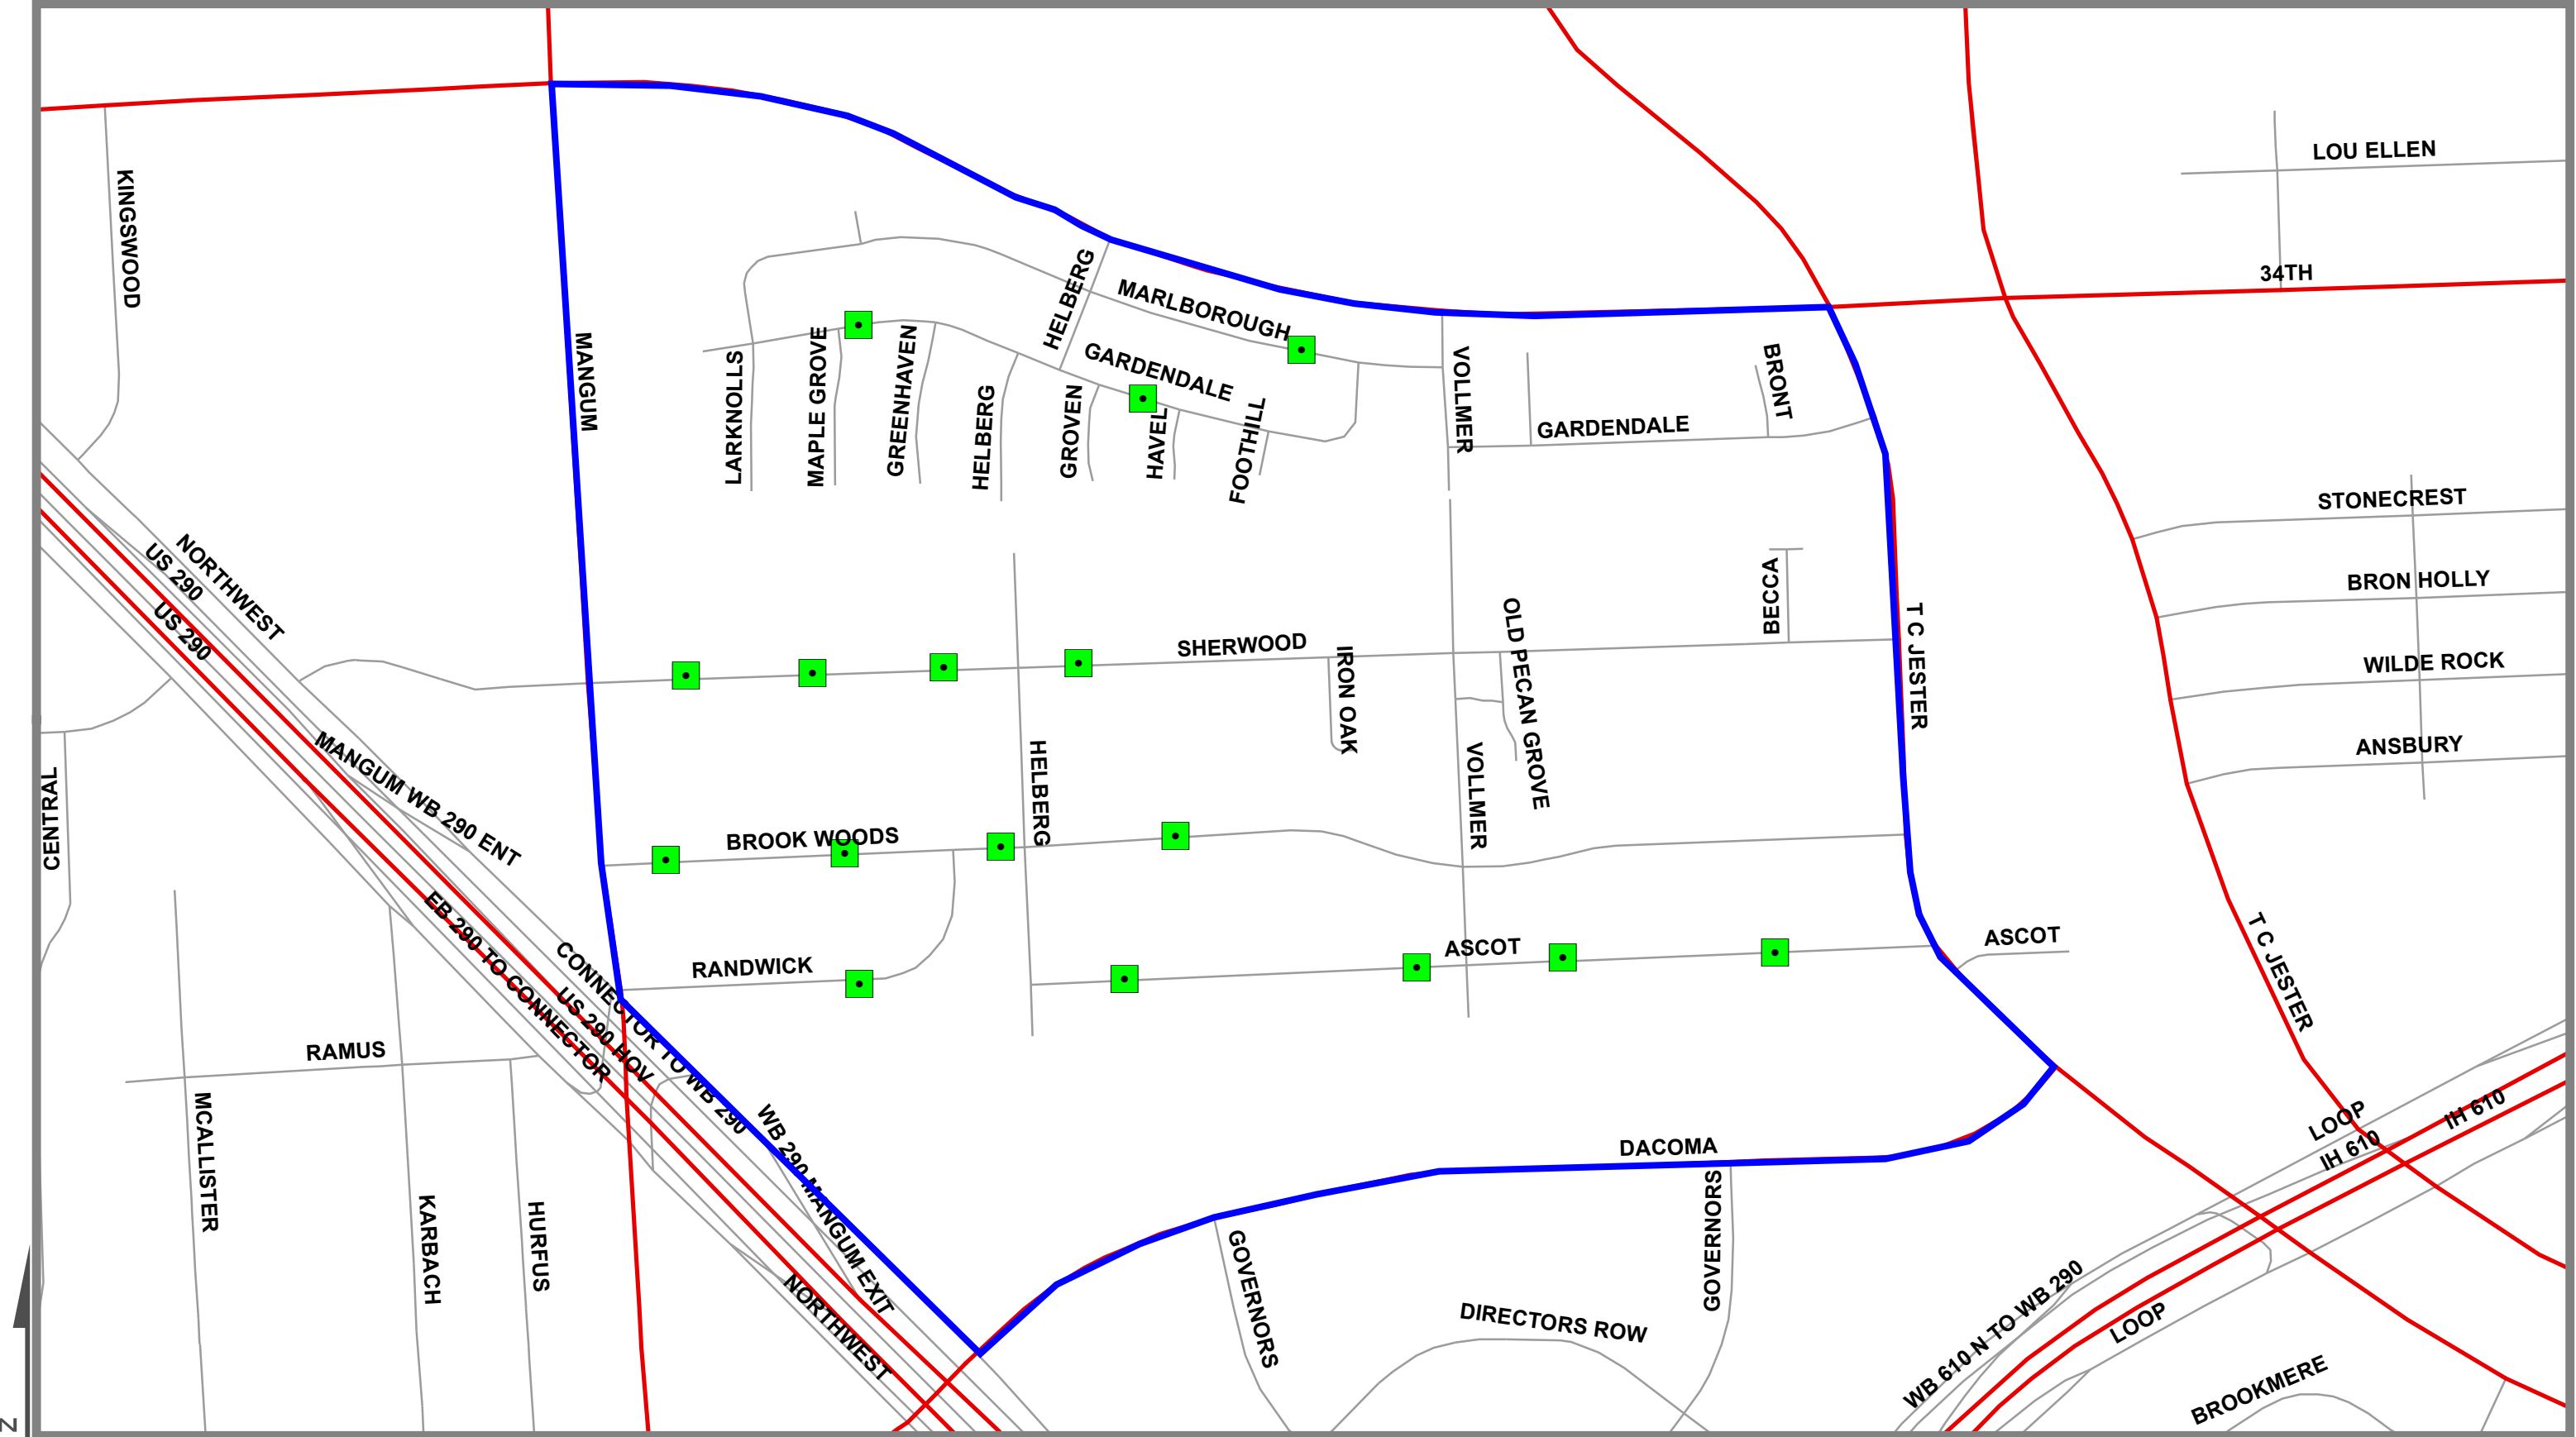 LOU ELLEN
KINGSWOOD
34TH
HELBERG
MARLBOROUGH
MANGUM
GARDENDALE
LARKNOLLS
MAPLE GROVE
GREENHAVEN
HELBERG
GROVEN
HAVEL
FOOTHILL
VOLLMER
BRONT
GARDENDALE
STONECREST
NORTHWEST
US 290
US 290
BRON HOLLY
BECCA
OLD PECAN GROVE
T C JESTER
SHERWOOD
IRON OAK
WILDE ROCK
ANSBURY
MANGUM WB 290 ENT
CENTRAL
HELBERG
VOLLMER
BROOK WOODS
EB 290 TO CONNECTOR
CONNECTOR TO WB 290
US 290 HOV
RANDWICK
ASCOT
ASCOT
T C JESTER
RAMUS
MCALLISTER
WB 290 MANGUM EXIT
DACOMA
LOOP
IH 610
IH 610
KARBACH
HURFUS
GOVERNORS
GOVERNORS
NORTHWEST
DIRECTORS ROW
WB 610 N TO WB 290
LOOP
BROOKMERE
Z